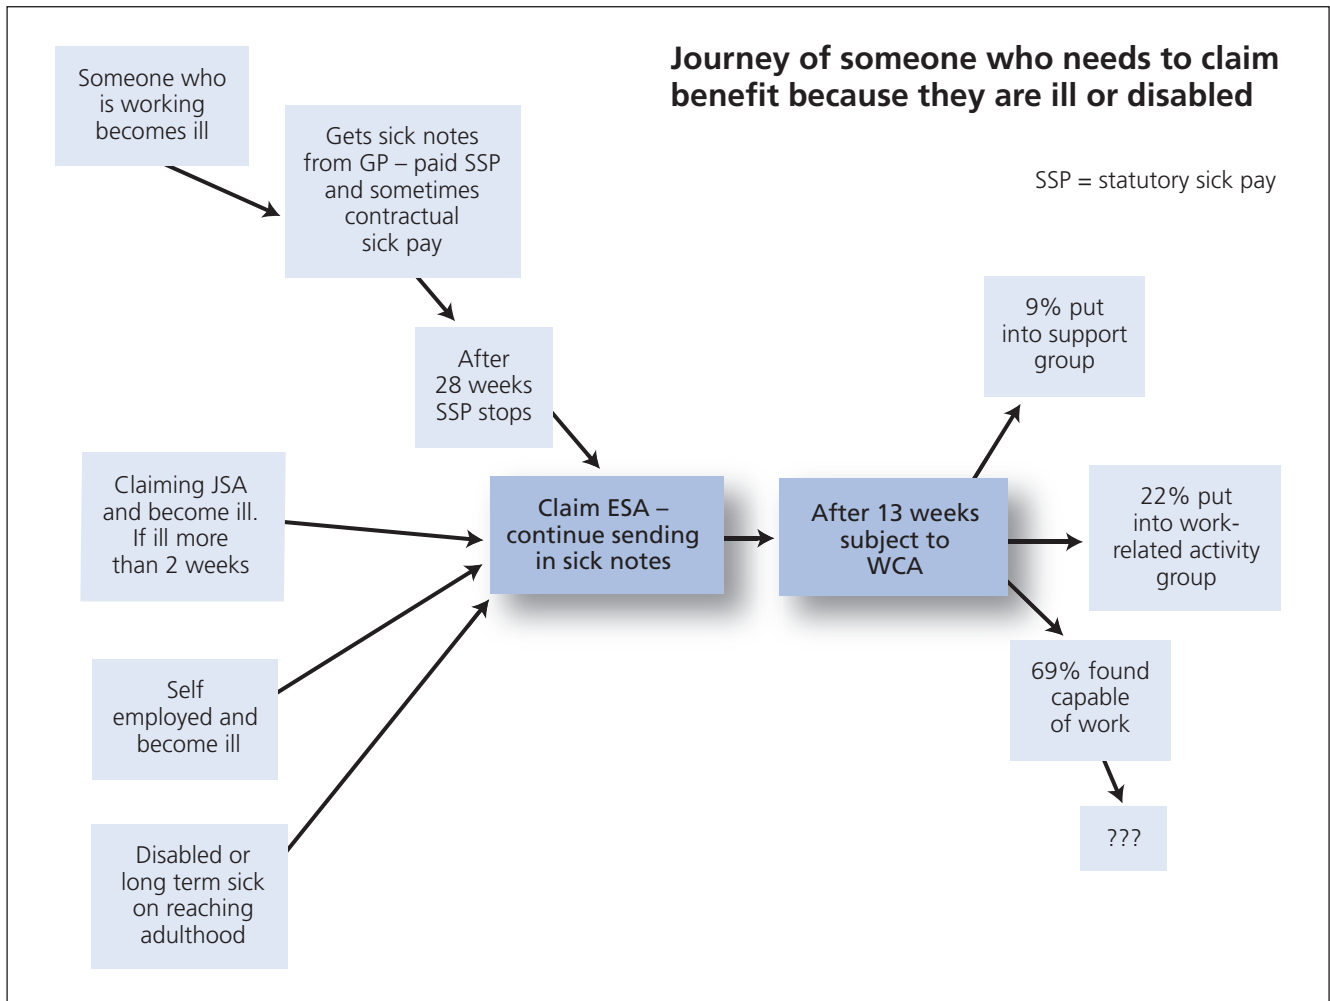 Journey of someone who needs to claim
benefit because they are ill or disabled
SSP = statutory sick pay
Someone who
is working
becomes ill
Gets sick notes
from GP – paid SSP
and sometimes
contractual
sick pay
After
28 weeks
SSP stops
Claiming JSA
and become ill.
If ill more
than 2 weeks
Self
employed and
become ill
Disabled or
long term sick
on reaching
adulthood
Claim ESA –
continue sending
in sick notes
After 13 weeks
subject to
WCA
9% put
into support
group
22% put
into work-
related activity
group
69% found
capable
of work
???